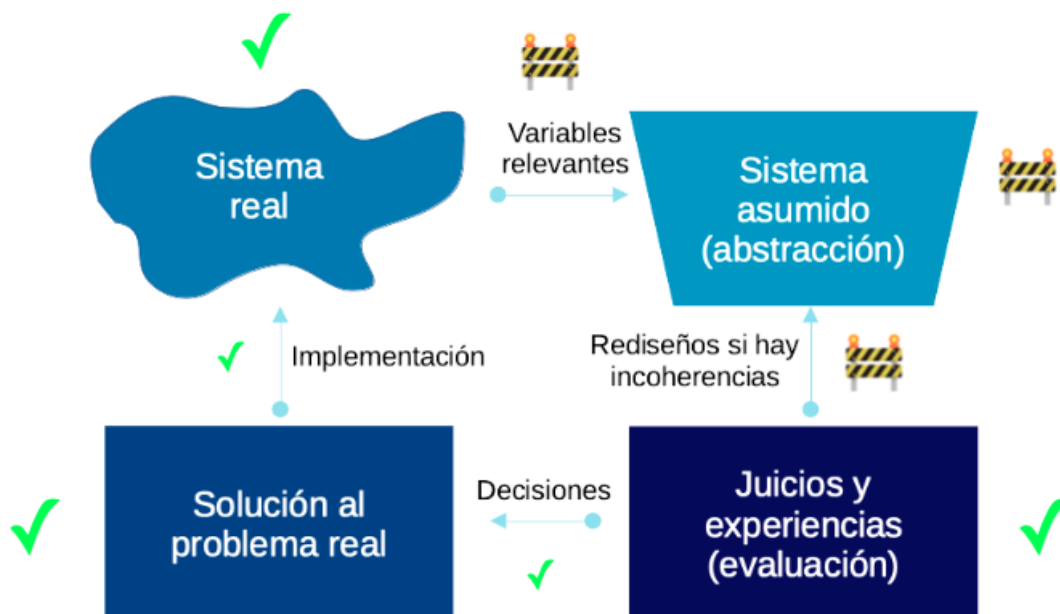 Sistema
real
Variables
relevantes
Sistema
asumido
(abstracción)
Implementación
Rediseños si hay
incoherencias
Solución al
problema real
Decisiones
Juicios y
experiencias
(evaluación)